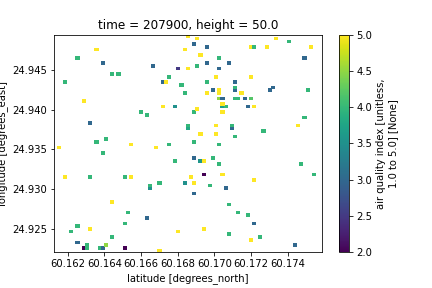 time = 207900, height = 50.0
24.945
24.940
24.935
24.930
24.925
longitude [degrees_east]
60.162 60.164 60.166 60.168 60.170 60.172 60.174
latitude [degrees_north]
5.0
4.5
4.0
3.5
3.0
2.5
2.0
air quality index [unitless,
1.0 to 5.0] [None]